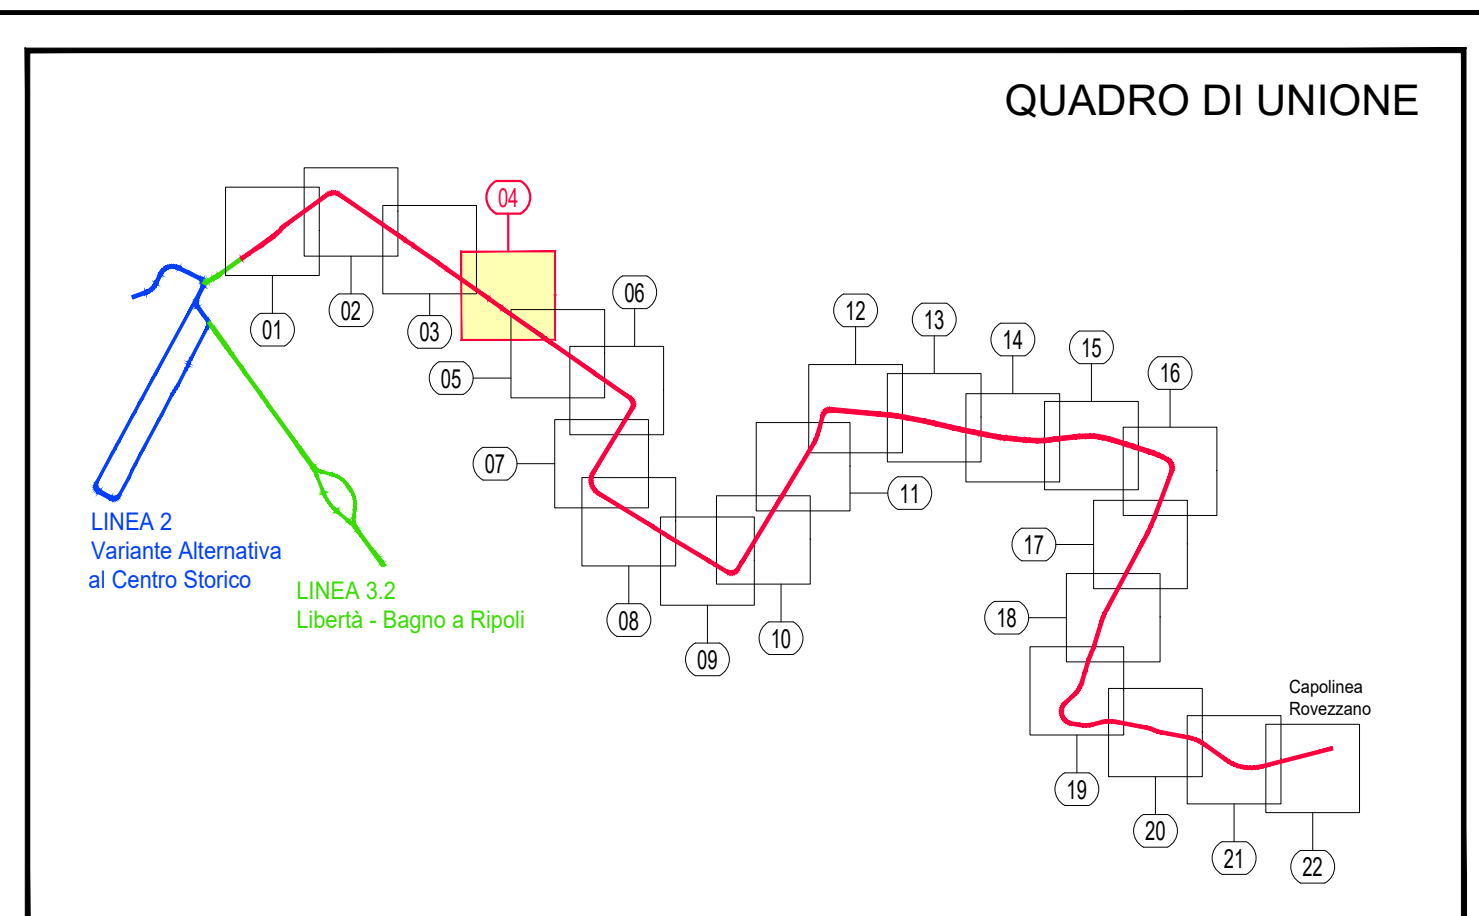 QUADRO DI UNIONE
04
06
01
02
03
05
12
13
14
15
16
07
11
LINEA 2
Variante Alternativa
al Centro Storico
LINEA 3.2
Libertà - Bagno a Ripoli
17
08
09
10
18
Capolinea
Rovezzano
19
20
21
22